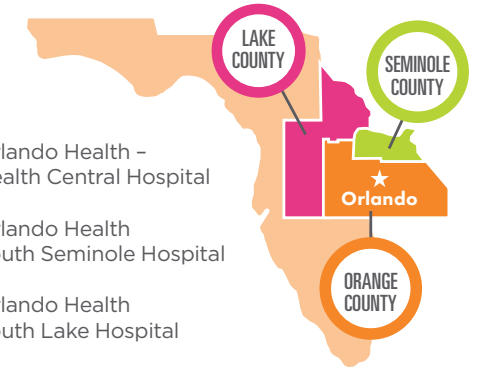 LAKE
COUNTY
SEMINOLE
COUNTY
rlando Health –
ealth Central Hospital
Orlando
rlando Health
outh Seminole Hospital
rlando Health
outh Lake Hospital
ORANGE
COUNTY